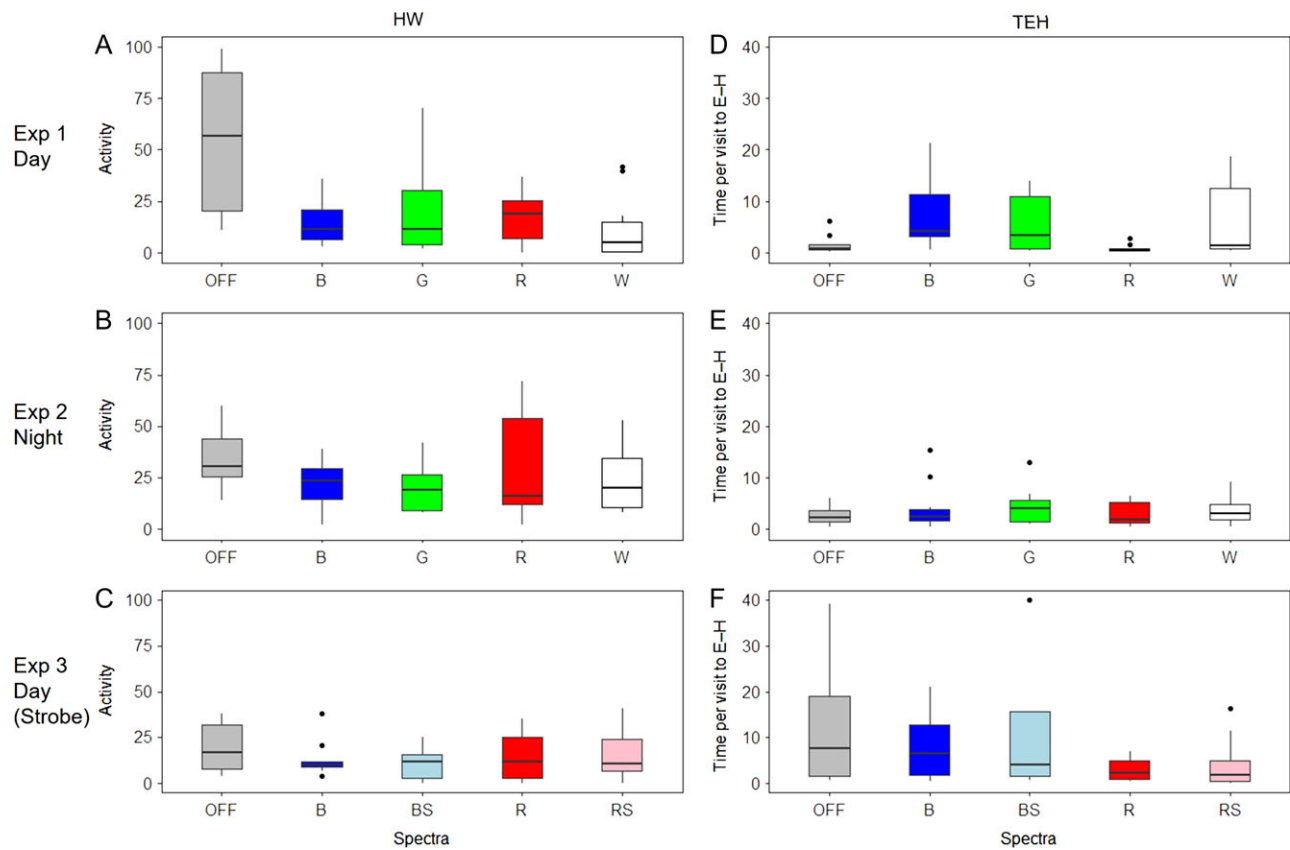 HW
TEH
A
D
Exp 1
Day
Activity
100
75
50
25
0
OFF B G R W
Time per visit to E–H
40
30
20
10
0
OFF B G R W
B
E
Exp 2
Night
Activity
100
75
50
25
0
OFF B G R W
Time per visit to E–H
40
30
20
10
0
OFF B G R W
C
F
Exp 3
Day
(Strobe)
Activity
100
75
50
25
0
OFF B BS R RS
Spectra
Time per visit to E–H
40
30
20
10
0
OFF B BS R RS
Spectra